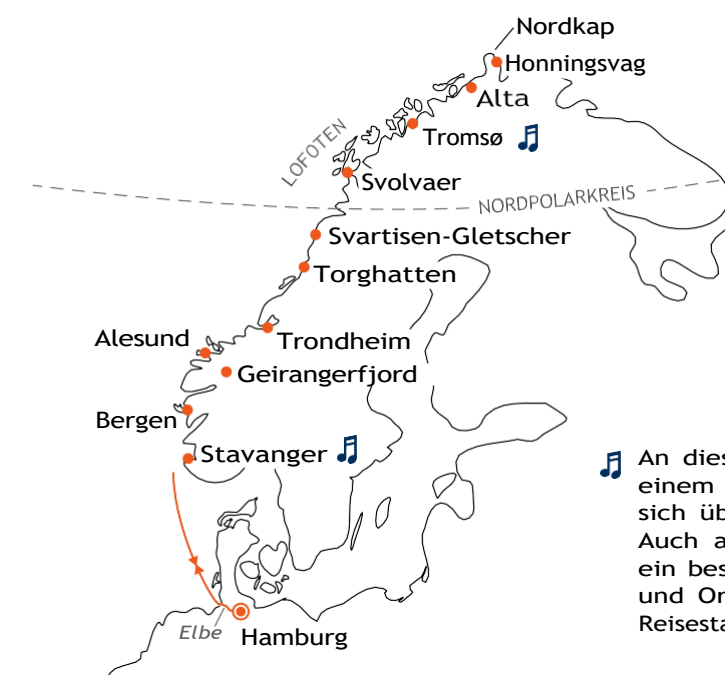 Nordkap
Honningsvag
Alta
Tromsø
LOFOTEN
Svolvaer
NORDPOLARKREIS
Svartisen-Gletscher
Torghatten
Alesund
Trondheim
Geirangerfjord
Bergen
Stavanger
An dies
einem
sich üb
Auch a
ein bes
und Or
Reisesta
Elbe
Hamburg